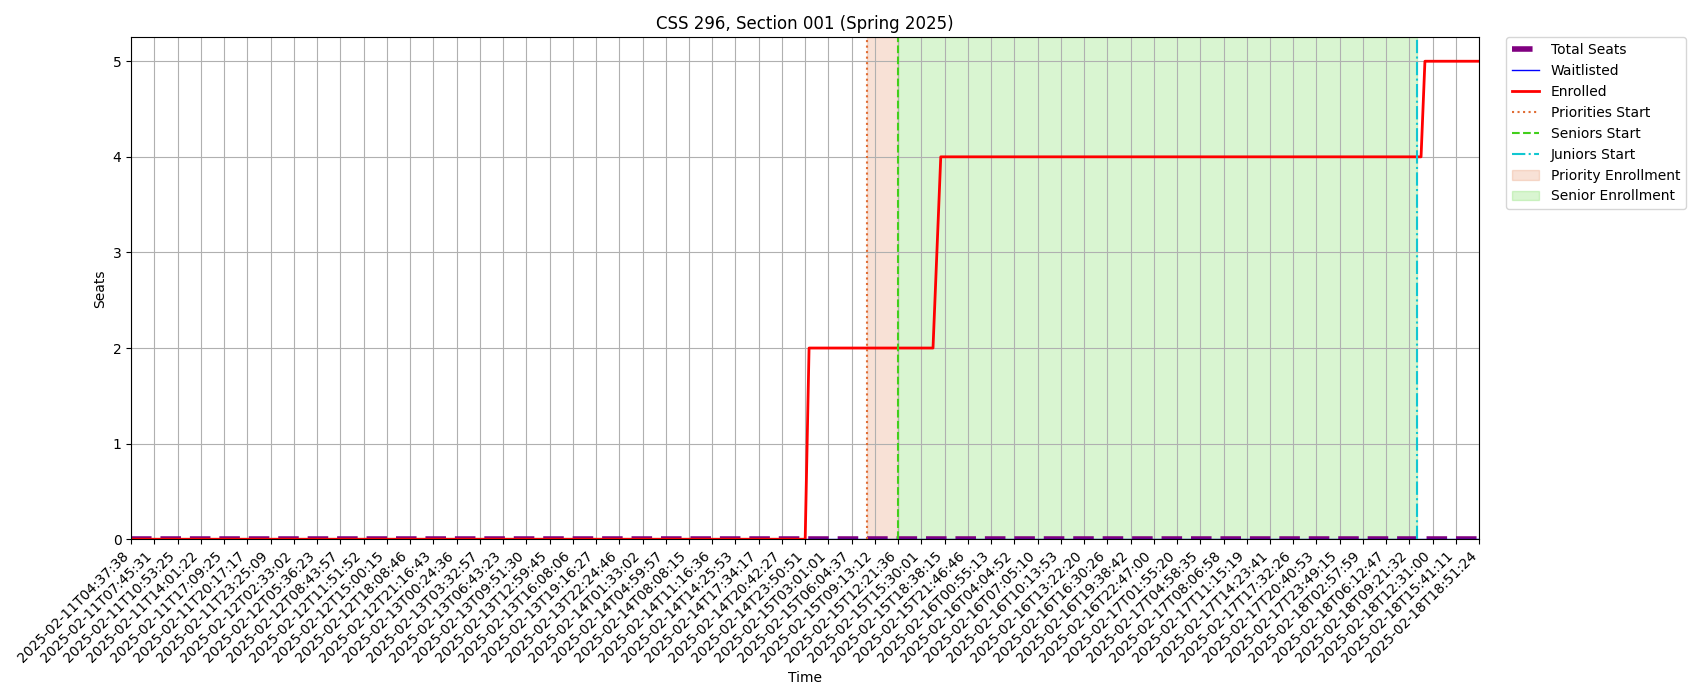 CSS 296, Section 001 (Spring 2025)
Total Seats
Waitlisted
Enrolled
Priorities Start
Seniors Start
Juniors Start
Priority Enrollment
Senior Enrollment
5
4
3
2
1
0
Seats
2025-02-11T04:37:38
2025-02-11T07:45:31
2025-02-11T10:53:25
2025-02-11T14:01:22
2025-02-11T17:09:25
2025-02-11T20:17:17
2025-02-11T23:25:09
2025-02-12T02:33:02
2025-02-12T05:36:23
2025-02-12T08:43:57
2025-02-12T11:51:52
2025-02-12T15:00:15
2025-02-12T18:08:46
2025-02-12T21:16:43
2025-02-13T00:24:36
2025-02-13T03:32:57
2025-02-13T06:43:23
2025-02-13T09:51:30
2025-02-13T12:59:45
2025-02-13T16:08:06
2025-02-13T19:16:27
2025-02-13T22:24:46
2025-02-14T01:33:02
2025-02-14T04:59:57
2025-02-14T08:08:15
2025-02-14T11:16:36
2025-02-14T14:25:53
2025-02-14T17:34:17
2025-02-14T20:42:27
2025-02-14T23:50:51
2025-02-15T03:01:01
2025-02-15T06:04:37
2025-02-15T09:13:12
2025-02-15T12:21:36
2025-02-15T15:30:01
2025-02-15T18:38:15
2025-02-15T21:46:46
2025-02-16T00:55:13
2025-02-16T04:04:52
2025-02-16T07:05:10
2025-02-16T10:13:53
2025-02-16T13:22:20
2025-02-16T16:30:26
2025-02-16T19:38:42
2025-02-16T22:47:00
2025-02-17T01:55:20
2025-02-17T04:58:35
2025-02-17T08:06:58
2025-02-17T11:15:19
2025-02-17T14:23:41
2025-02-17T17:32:26
2025-02-17T20:40:53
2025-02-17T23:49:15
2025-02-18T02:57:59
2025-02-18T06:12:47
2025-02-18T09:21:32
2025-02-18T12:31:00
2025-02-18T15:41:11
2025-02-18T18:51:24
Time